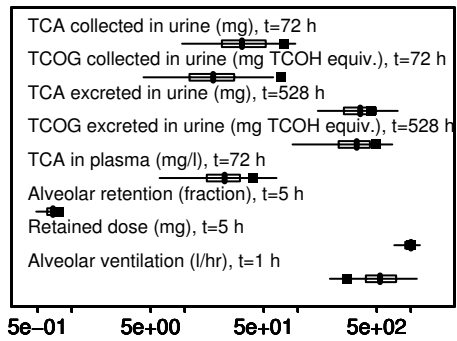 TCA collected in urine (mg), t=72 h
TCOG collected in urine (mg TCOH equiv.), t=72 h
TCA excreted in urine (mg), t=528 h
TCOG excreted in urine (mg TCOH equiv.), t=528 h
TCA in plasma (mg/l), t=72 h
Alveolar retention (fraction), t=5 h
Retained dose (mg), t=5 h
Alveolar ventilation (l/hr), t=1 h
5e−01 5e+00 5e+01 5e+02